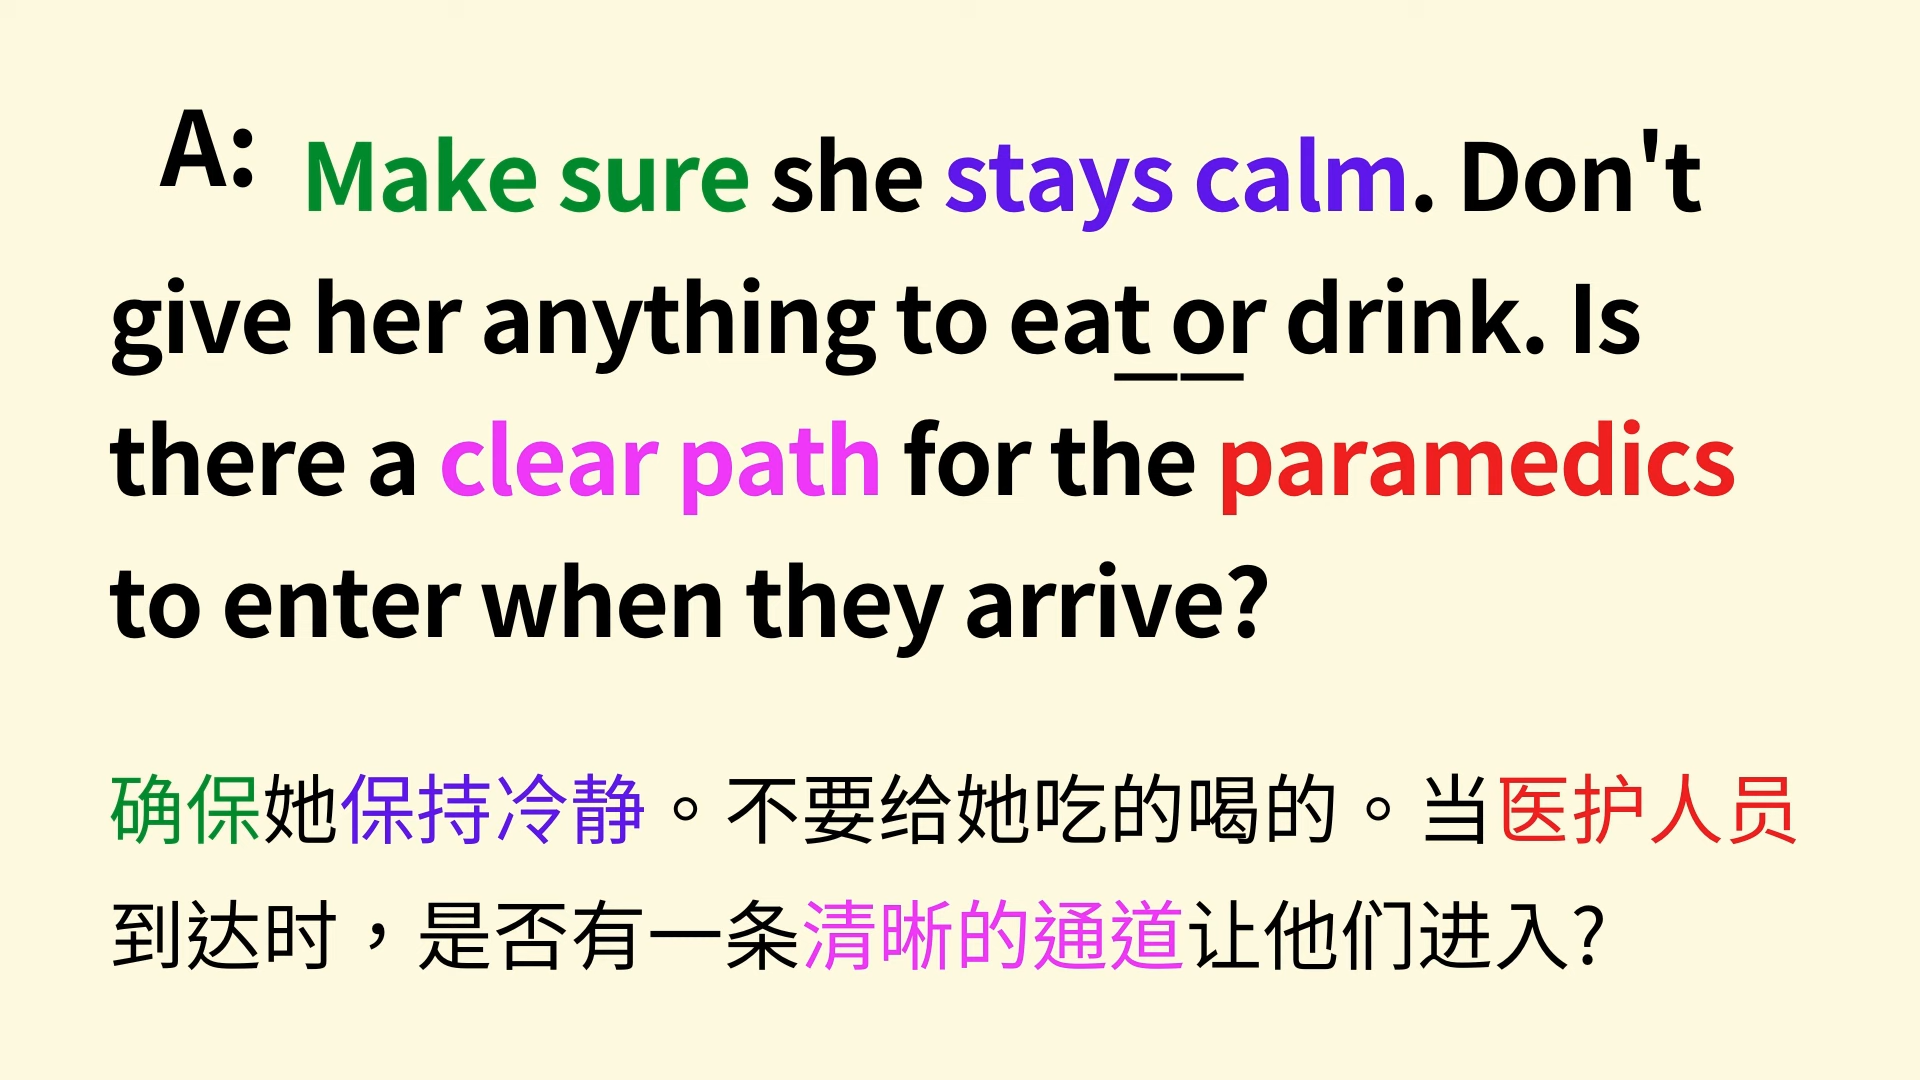 A: Make sure she stays calm. Don't
give her anything to eat or drink. Is
there a clear path for the paramedics
to enter when they arrive?
确保她保持冷静。不要给她吃的喝的。当医护人员
到达时，是否有一条清晰的通道让他们进入?